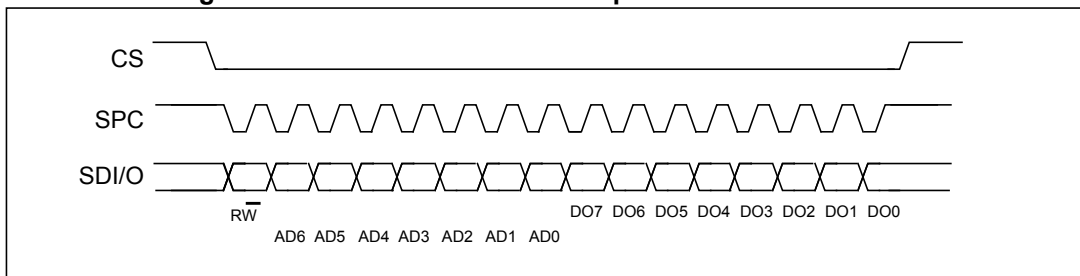 CS
SPC
SDI/O
RW
DO7 DO6 DO5 DO4 DO3 DO2 DO1 DO0
AD6 AD5 AD4 AD3 AD2 AD1 AD0